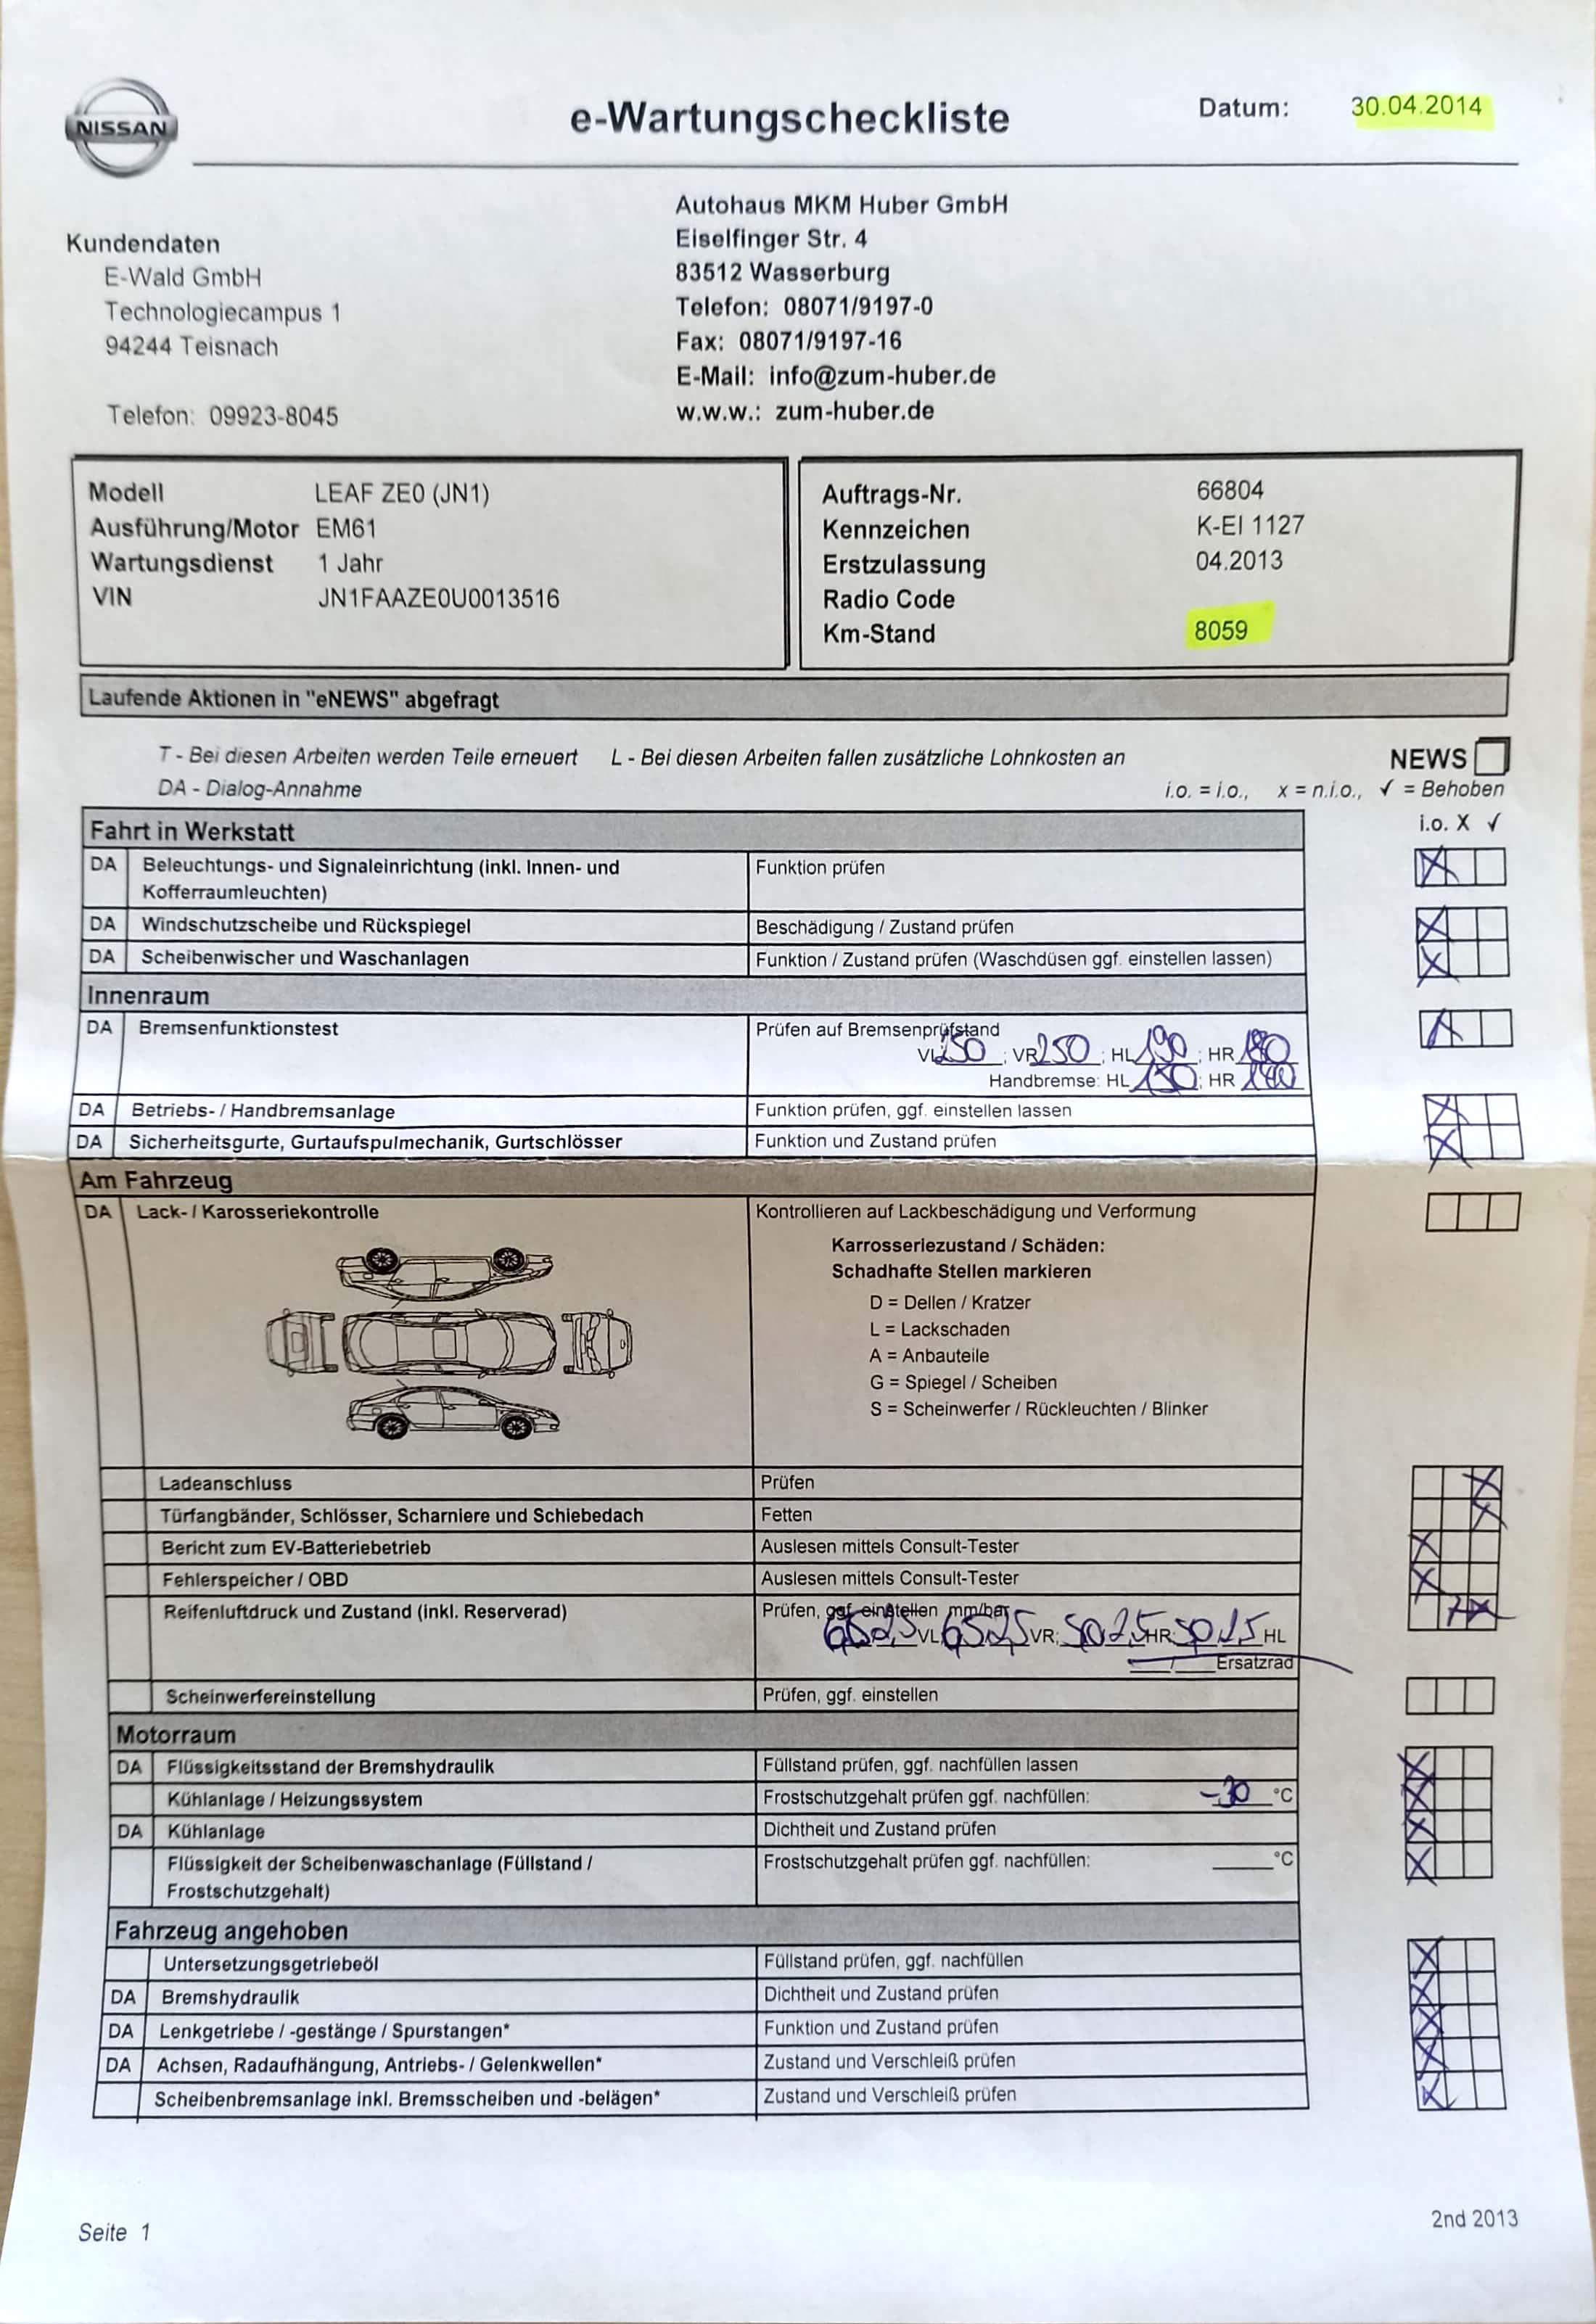 NISSAN
e-Wartungscheckliste
Datum: 30.04.2014
Autohaus MKM Huber GmbH
Eiselfinger Str. 4
83512 Wasserburg
Telefon: 08071/9197-0
Fax: 08071/9197-16
E-Mail: info@zum-huber.de
w.w.w.: zum-huber.de
Kundendaten
E-Wald GmbH
Technologiecampus 1
94244 Teisnach
Telefon: 09923-8045
Modell LEAF ZE0 (JN1)
Ausführung/Motor EM61
Wartungsdienst 1 Jahr
VIN JN1FAAZE0U0013516
Auftrags-Nr. 66804
Kennzeichen K-EI 1127
Erstzulassung 04.2013
Radio Code
Km-Stand 8059
Laufende Aktionen in "eNEWS" abgefragt
T - Bei diesen Arbeiten werden Teile erneuert L - Bei diesen Arbeiten fallen zusätzliche Lohnkosten an NEWS
DA - Dialog-Annahme i.o. = i.o., x = n.i.o., ✓ = Behoben
Fahrt in Werkstatt i.o. X ✓
DA Beleuchtungs- und Signaleinrichtung (inkl. Innen- und Funktion prüfen
Kofferraumleuchten)
DA Windschutzscheibe und Rückspiegel Beschädigung / Zustand prüfen
DA Scheibenwischer und Waschanlagen Funktion / Zustand prüfen (Waschdüsen ggf. einstellen lassen)
Innenraum
DA Bremsenfunktionstest Prüfen auf Bremsenprüfstand
VL 250 ; VR 250 ; HL 190 ; HR 180
Handbremse: HL 150 ; HR 140
DA Betriebs- / Handbremsanlage Funktion prüfen, ggf. einstellen lassen
DA Sicherheitsgurte, Gurtaufspulmechanik, Gurtschlösser Funktion und Zustand prüfen
Am Fahrzeug
DA Lack- / Karosseriekontrolle Kontrollieren auf Lackbeschädigung und Verformung
Karrosseriezustand / Schäden:
Schadhafte Stellen markieren
D = Dellen / Kratzer
L = Lackschaden
A = Anbauteile
G = Spiegel / Scheiben
S = Scheinwerfer / Rückleuchten / Blinker
Ladeanschluss Prüfen
Türfangbänder, Schlösser, Scharniere und Schiebedach Fetten
Bericht zum EV-Batteriebetrieb Auslesen mittels Consult-Tester
Fehlerspeicher / OBD Auslesen mittels Consult-Tester
Reifenluftdruck und Zustand (inkl. Reserverad) Prüfen, ggf. einstellen mm/bar
VL; VR; HR; HL
Ersatzrad
Scheinwerfereinstellung Prüfen, ggf. einstellen
Motorraum
DA Flüssigkeitsstand der Bremshydraulik Füllstand prüfen, ggf. nachfüllen lassen
Kühlanlage / Heizungssystem Frostschutzgehalt prüfen ggf. nachfüllen: -30 °C
DA Kühlanlage Dichtheit und Zustand prüfen
Flüssigkeit der Scheibenwaschanlage (Füllstand / Frostschutzgehalt prüfen ggf. nachfüllen: °C
Frostschutzgehalt)
Fahrzeug angehoben
Untersetzungsgetriebeöl Füllstand prüfen, ggf. nachfüllen
DA Bremshydraulik Dichtheit und Zustand prüfen
DA Lenkgetriebe / -gestänge / Spurstangen* Funktion und Zustand prüfen
DA Achsen, Radaufhängung, Antriebs- / Gelenkwellen* Zustand und Verschleiß prüfen
Scheibenbremsanlage inkl. Bremsscheiben und -belägen* Zustand und Verschleiß prüfen
Seite 1
2nd 2013